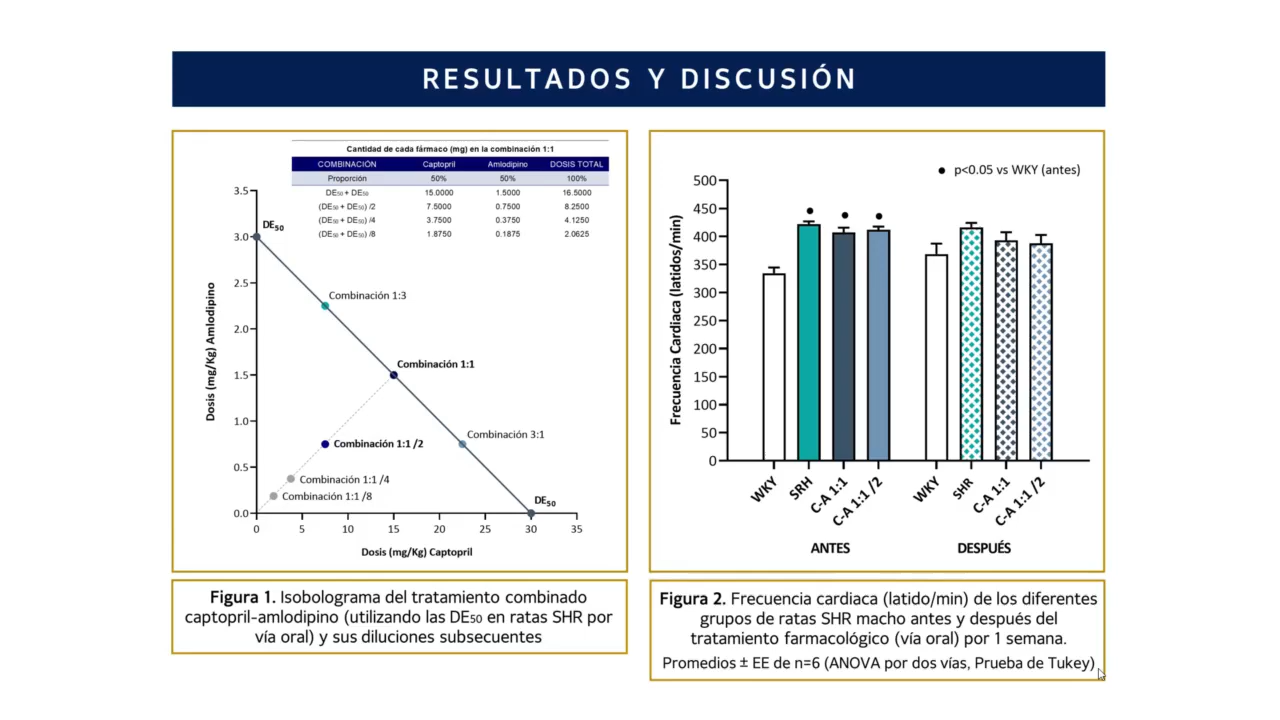 RESULTADOS Y DISCUSIÓN
Cantidad de cada fármaco (mg) en la combinación 1:1
COMBINACIÓN Captopril Amlodipino DOSIS TOTAL
Proporción 50% 50% 100%
DE50 + DE50 15.0000 1.5000 16.5000
(DE50 + DE50) /2 7.5000 0.7500 8.2500
(DE50 + DE50) /4 3.7500 0.3750 4.1250
(DE50 + DE50) /8 1.8750 0.1875 2.0625
Dosis (mg/Kg) Amlodipino
3.5
3.0
2.5
2.0
1.5
1.0
0.5
0.0
DE50
Combinación 1:3
Combinación 1:1
Combinación 3:1
Combinación 1:1 /2
Combinación 1:1 /4
Combinación 1:1 /8
DE50
0 5 10 15 20 25 30 35
Dosis (mg/Kg) Captopril
Figura 1. Isobolograma del tratamiento combinado
captopril-amlodipino (utilizando las DE50 en ratas SHR por
vía oral) y sus diluciones subsecuentes
• p<0.05 vs WKY (antes)
Frecuencia Cardiaca (latidos/min)
500
450
400
350
300
250
200
150
100
50
0
WKY SRH C-A 1:1 C-A 1:1 /2 WKY SHR C-A 1:1 C-A 1:1 /2
ANTES DESPUÉS
Figura 2. Frecuencia cardiaca (latido/min) de los diferentes
grupos de ratas SHR macho antes y después del
tratamiento farmacológico (vía oral) por 1 semana.
Promedios ± EE de n=6 (ANOVA por dos vías, Prueba de Tukey)